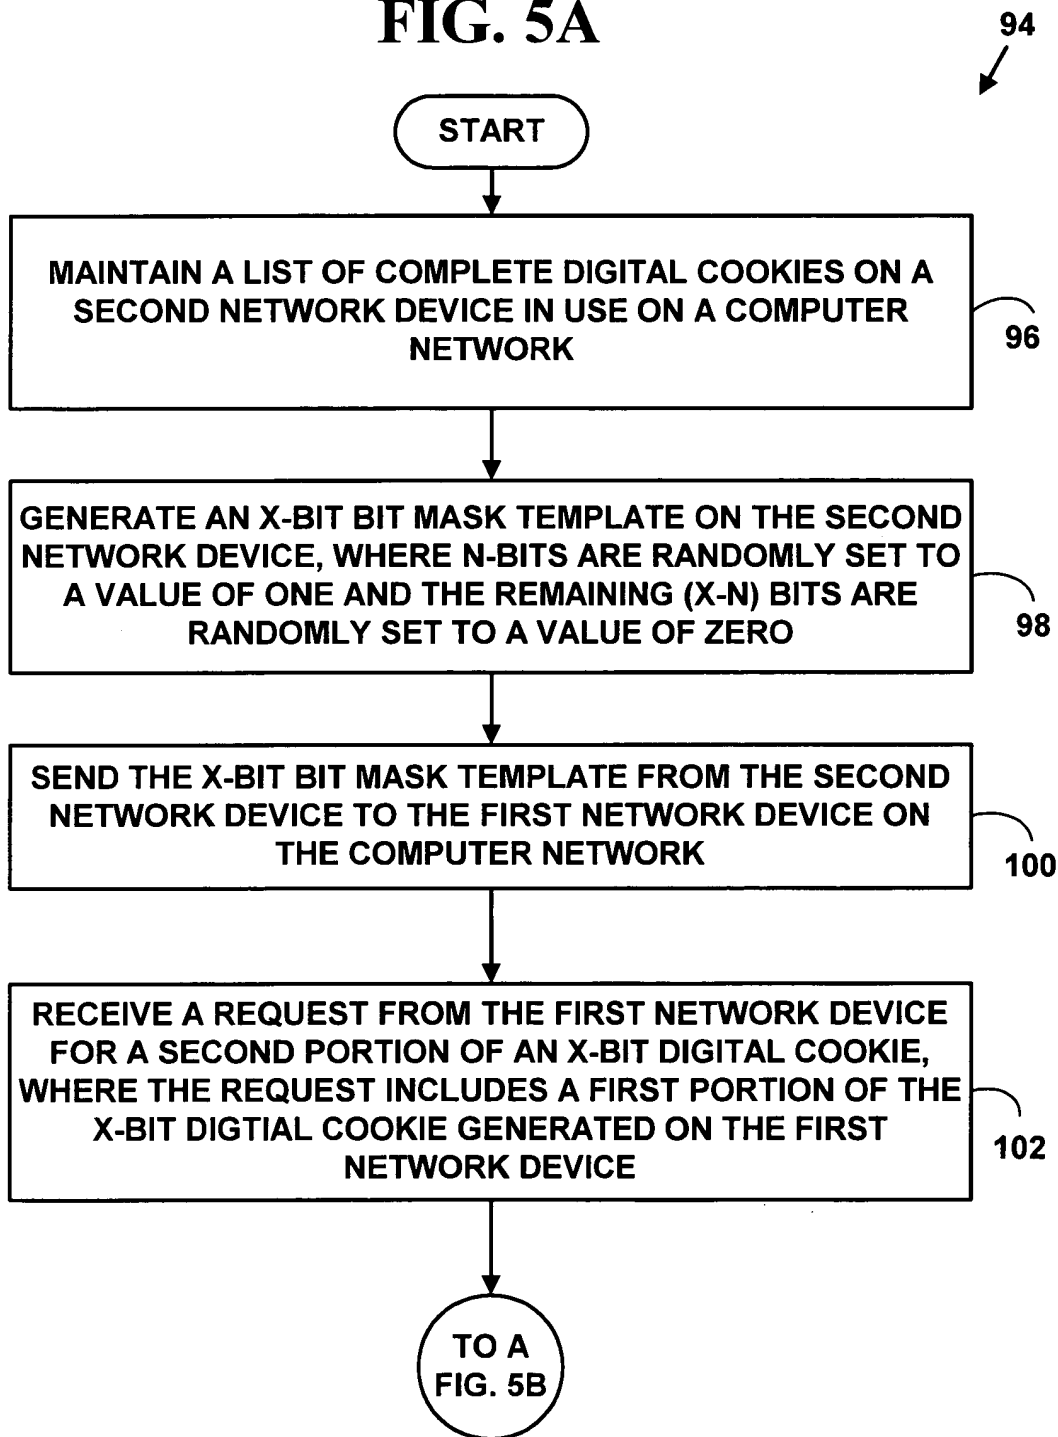 FIG. 5A
94
START
MAINTAIN A LIST OF COMPLETE DIGITAL COOKIES ON A
SECOND NETWORK DEVICE IN USE ON A COMPUTER
NETWORK
96
GENERATE AN X-BIT BIT MASK TEMPLATE ON THE SECOND
NETWORK DEVICE, WHERE N-BITS ARE RANDOMLY SET TO
A VALUE OF ONE AND THE REMAINING (X-N) BITS ARE
RANDOMLY SET TO A VALUE OF ZERO
98
SEND THE X-BIT BIT MASK TEMPLATE FROM THE SECOND
NETWORK DEVICE TO THE FIRST NETWORK DEVICE ON
THE COMPUTER NETWORK
100
RECEIVE A REQUEST FROM THE FIRST NETWORK DEVICE
FOR A SECOND PORTION OF AN X-BIT DIGITAL COOKIE,
WHERE THE REQUEST INCLUDES A FIRST PORTION OF THE
X-BIT DIGTIAL COOKIE GENERATED ON THE FIRST
NETWORK DEVICE
102
TO A
FIG. 5B